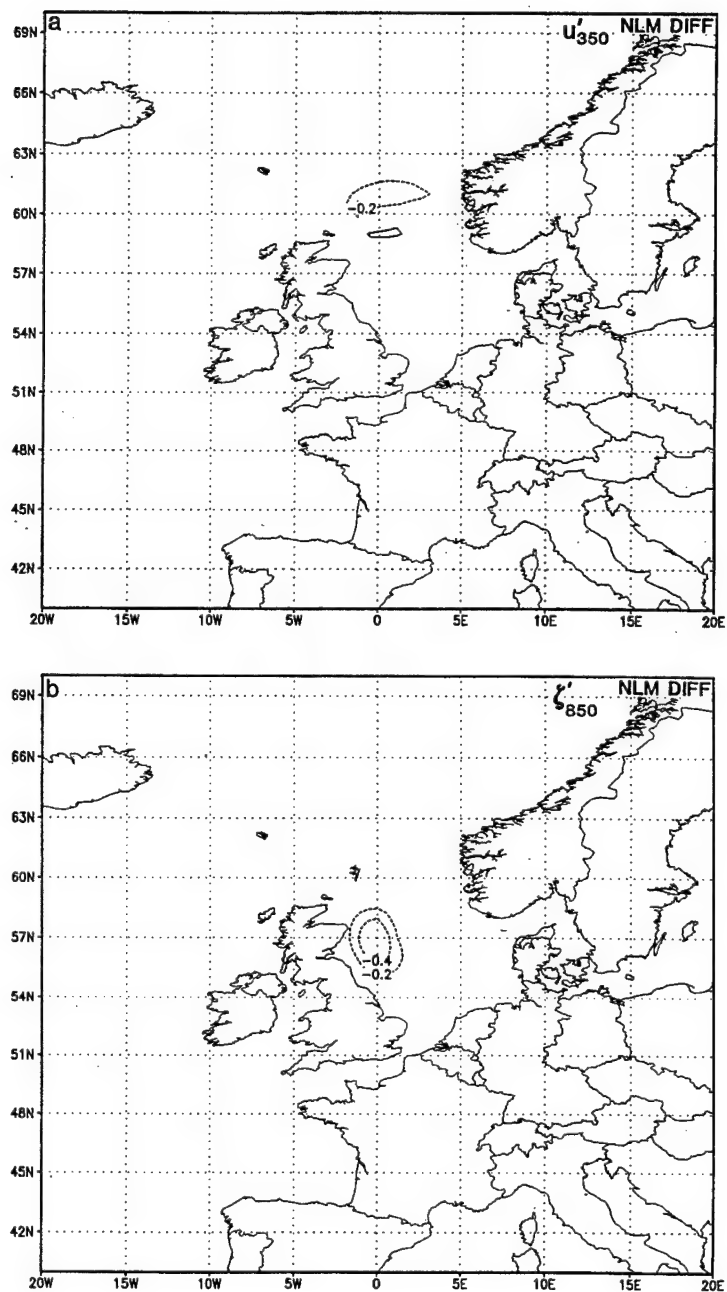 a
u′350 NLM DIFF
69N
66N
63N
60N
57N
54N
51N
48N
45N
42N
-0.2
20W 15W 10W 5W 0 5E 10E 15E 20E
b
ζ′850 NLM DIFF
69N
66N
63N
60N
57N
54N
51N
48N
45N
42N
-0.4
-0.2
20W 15W 10W 5W 0 5E 10E 15E 20E